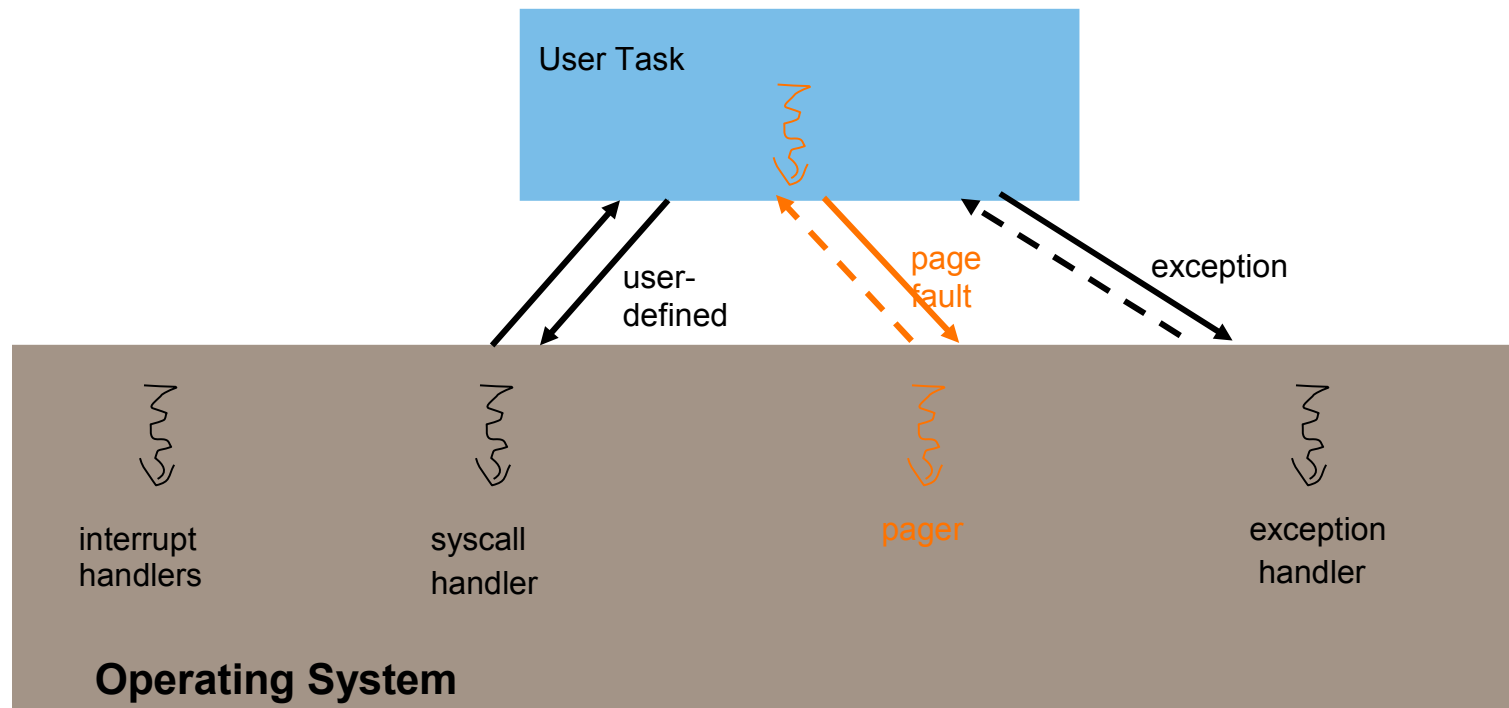 User Task
user-
defined
page
fault
exception
interrupt
handlers
syscall
handler
pager
exception
handler
Operating System